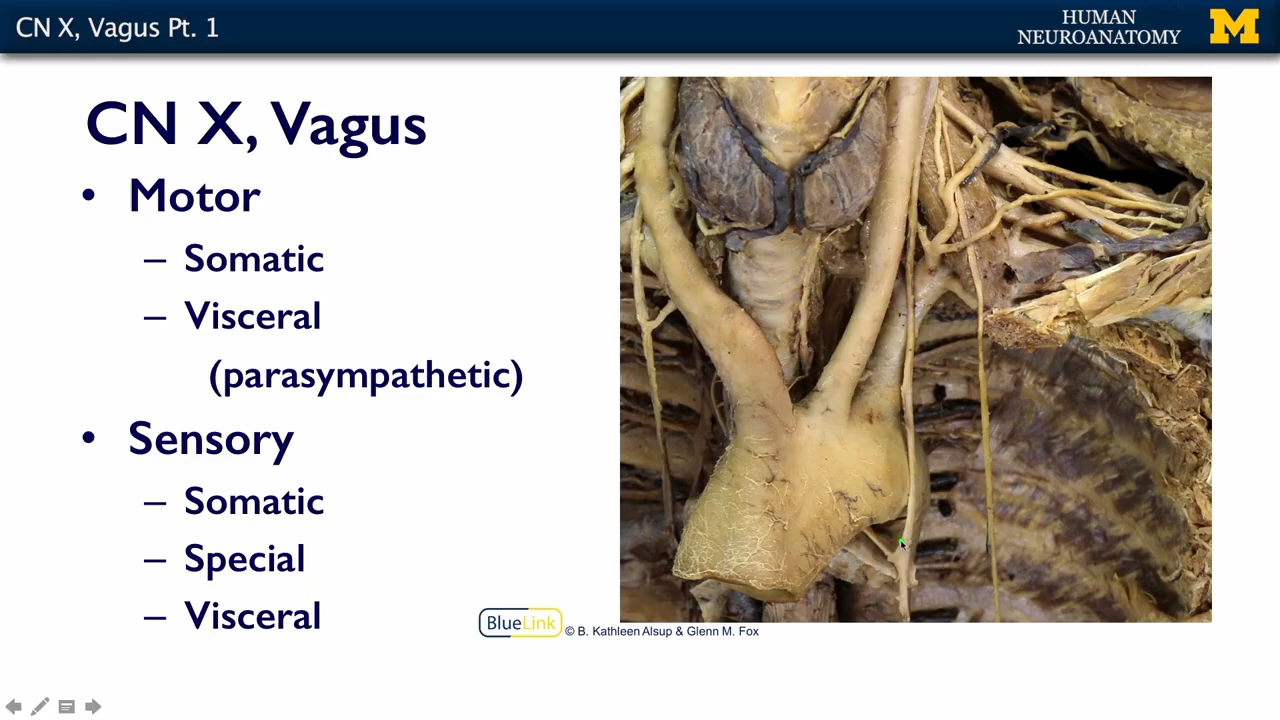 CN X, Vagus Pt. 1
HUMAN
NEUROANATOMY
M
CN X, Vagus
• Motor
– Somatic
– Visceral
(parasympathetic)
• Sensory
– Somatic
– Special
– Visceral
BlueLink
© B. Kathleen Alsup & Glenn M. Fox